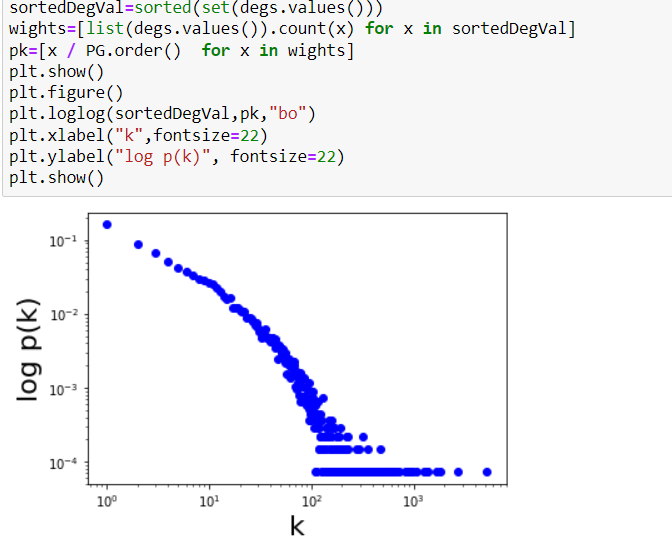 sortedDegVal=sorted(set(degs.values()))
wights=[list(degs.values()).count(x) for x in sortedDegVal]
pk=[x / PG.order()  for x in wights]
plt.show()
plt.figure()
plt.loglog(sortedDegVal,pk,"bo")
plt.xlabel("k",fontsize=22)
plt.ylabel("log p(k)", fontsize=22)
plt.show()
log p(k)
10⁻¹
10⁻²
10⁻³
10⁻⁴
10⁰ 10¹ 10² 10³
k